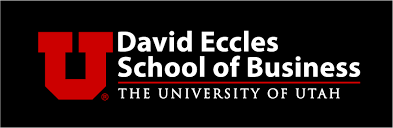 U®
David Eccles
School of Business
THE UNIVERSITY OF UTAH